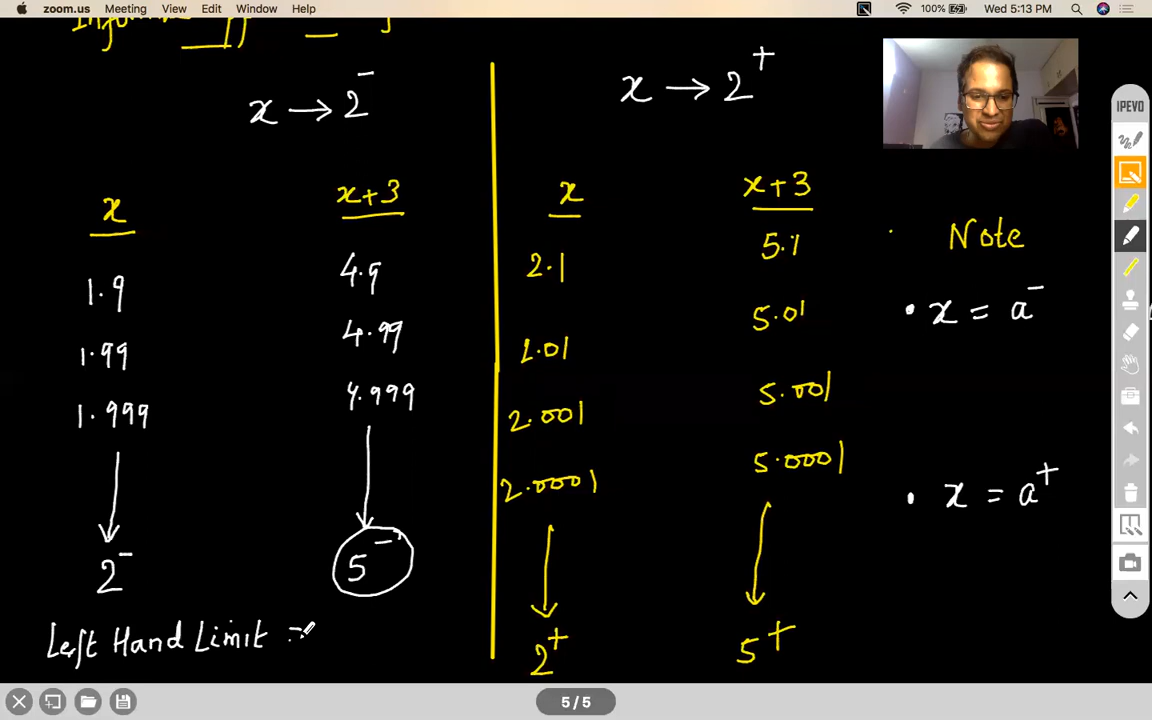 zoom.us Meeting View Edit Window Help 100% Wed 5:13 PM
x → 2⁻
x
x+3
1.9
4.9
1.99
4.99
1.999
4.999
2⁻
5⁻
Left Hand Limit =
x → 2⁺
x
x+3
2.1
5.1
2.01
5.01
2.001
5.001
2.0001
5.0001
2⁺
5⁺
Note
• x = a⁻
• x = a⁺
IPEVO
5/5